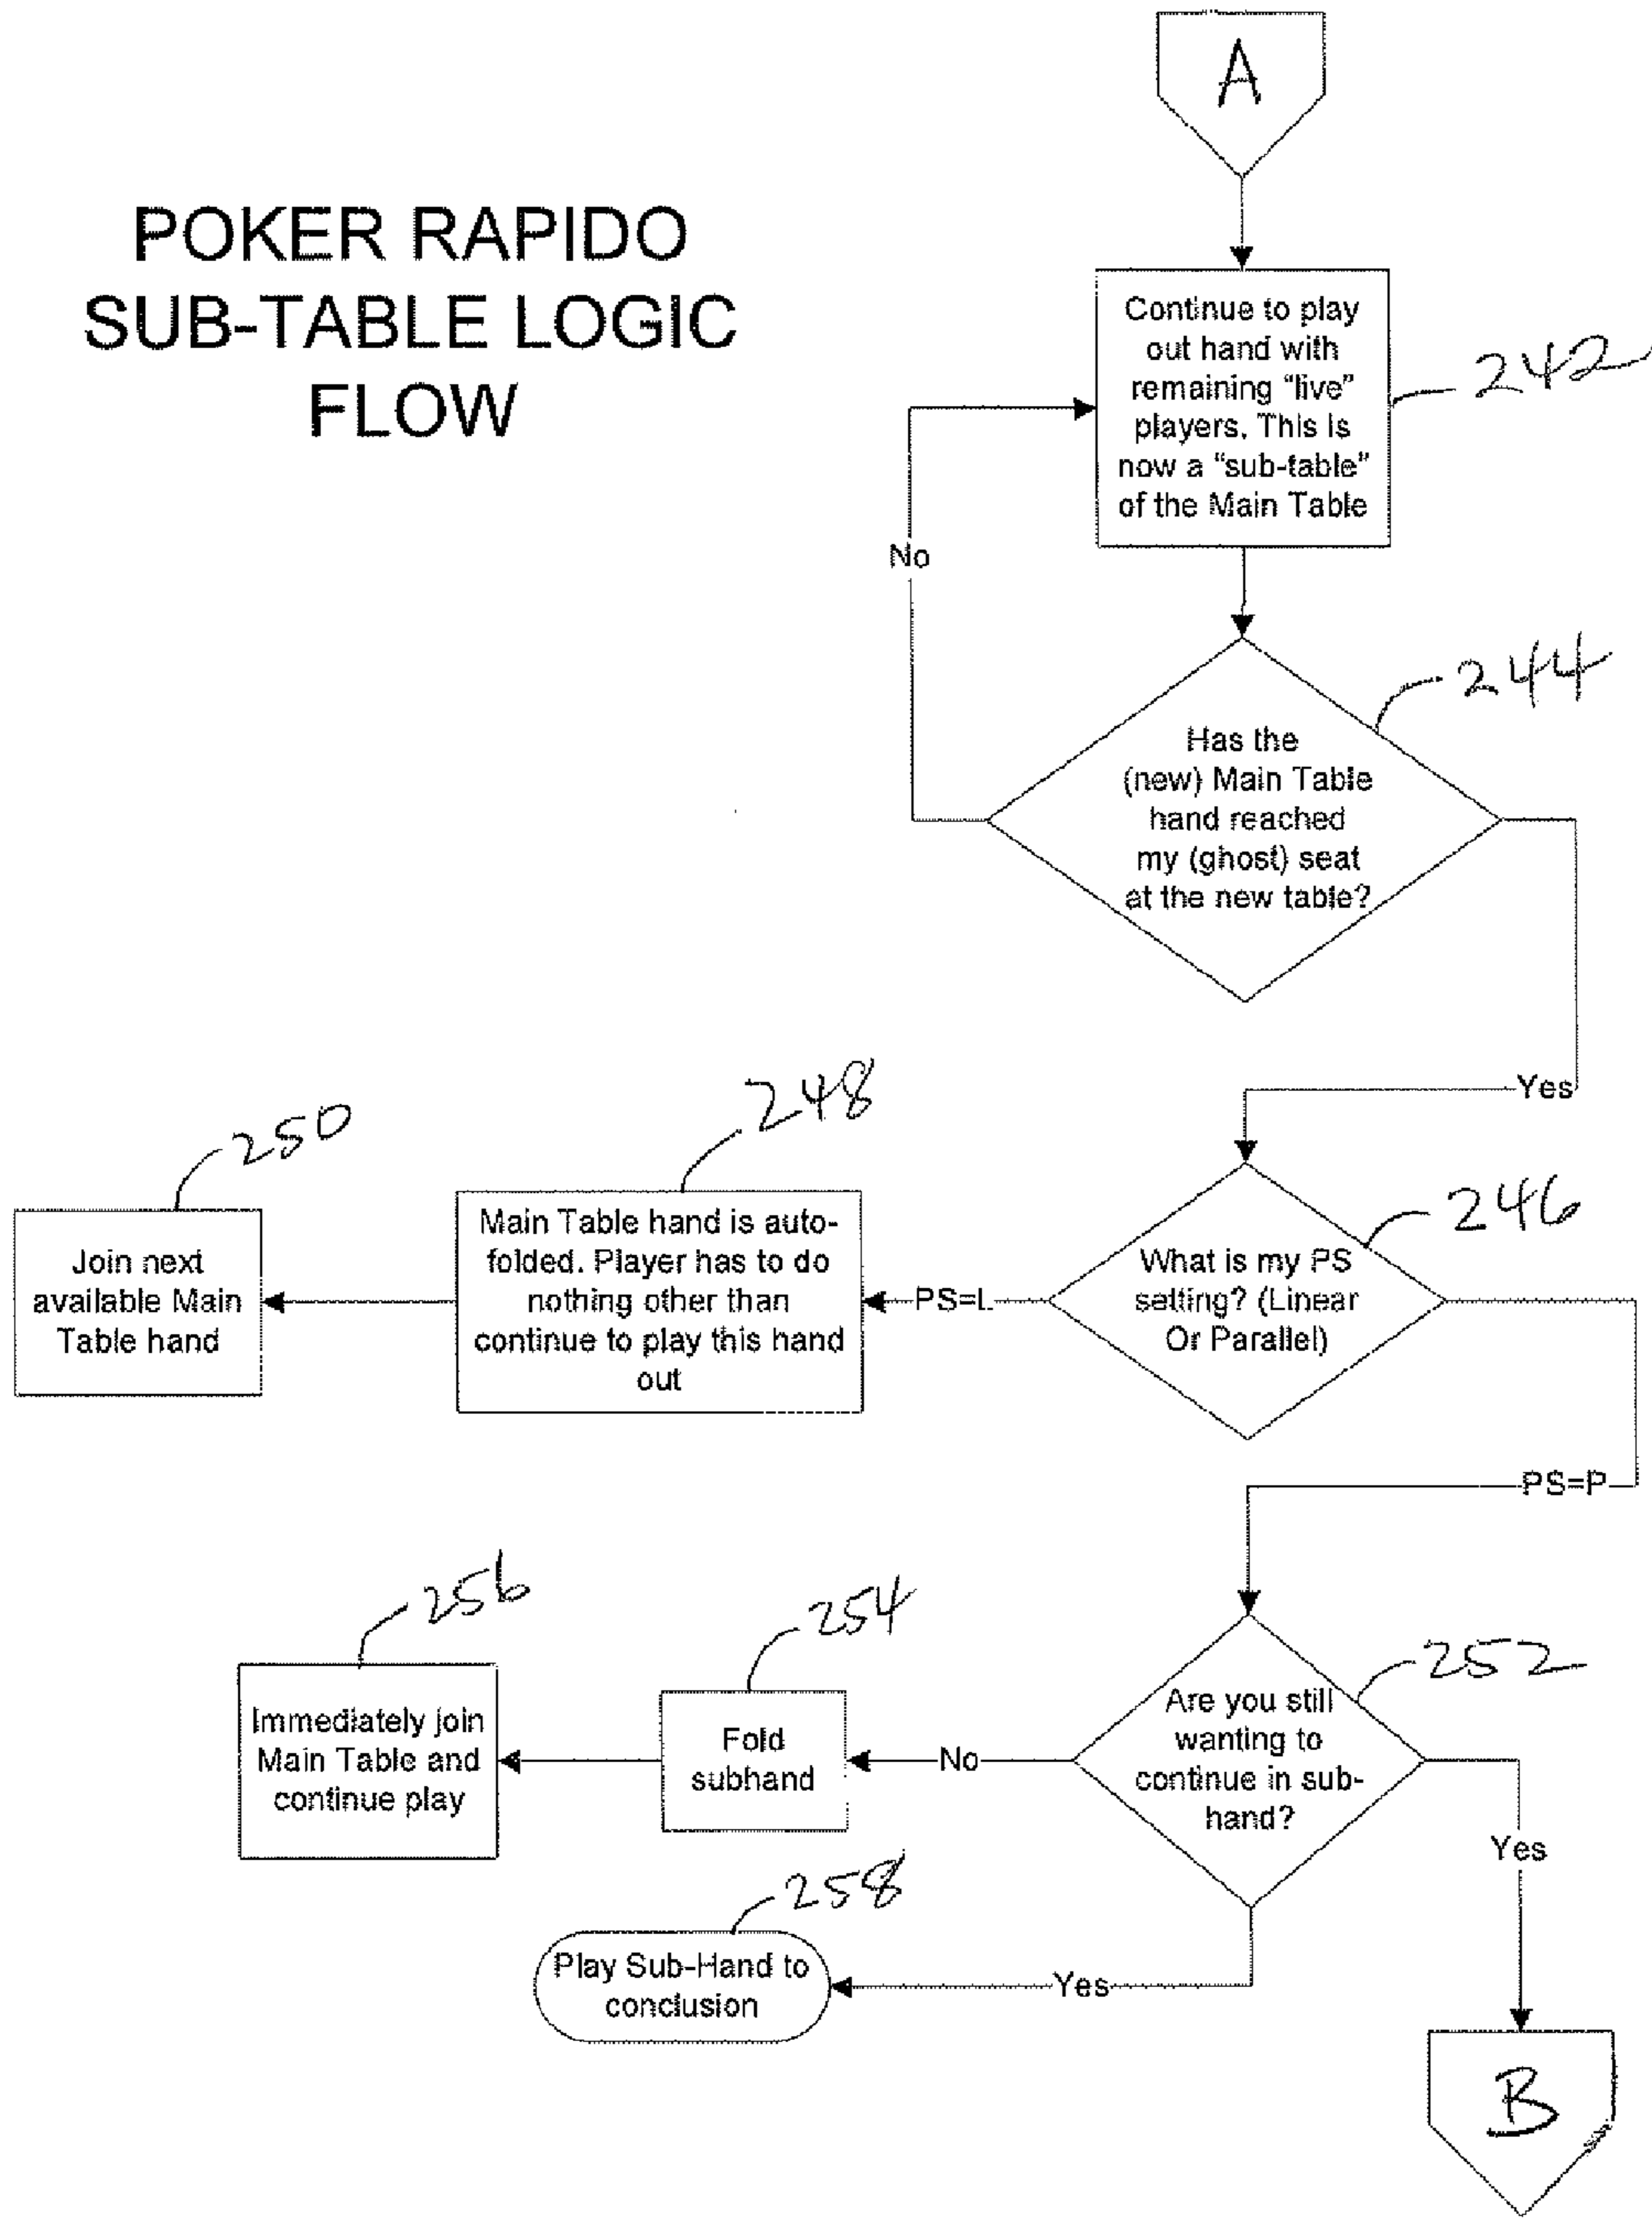 A
POKER RAPIDO
SUB-TABLE LOGIC
FLOW
Continue to play
out hand with
remaining “live”
players. This is
now a “sub-table”
of the Main Table
242
No
244
Has the
(new) Main Table
hand reached
my (ghost) seat
at the new table?
Yes
250
248
246
Join next
available Main
Table hand
Main Table hand is auto-
folded. Player has to do
nothing other than
continue to play this hand
out
PS=L
What is my PS
setting? (Linear
Or Parallel)
PS=P
256
254
252
Immediately join
Main Table and
continue play
Fold
subhand
No
Are you still
wanting to
continue in sub-
hand?
Yes
258
Play Sub-Hand to
conclusion
Yes
B